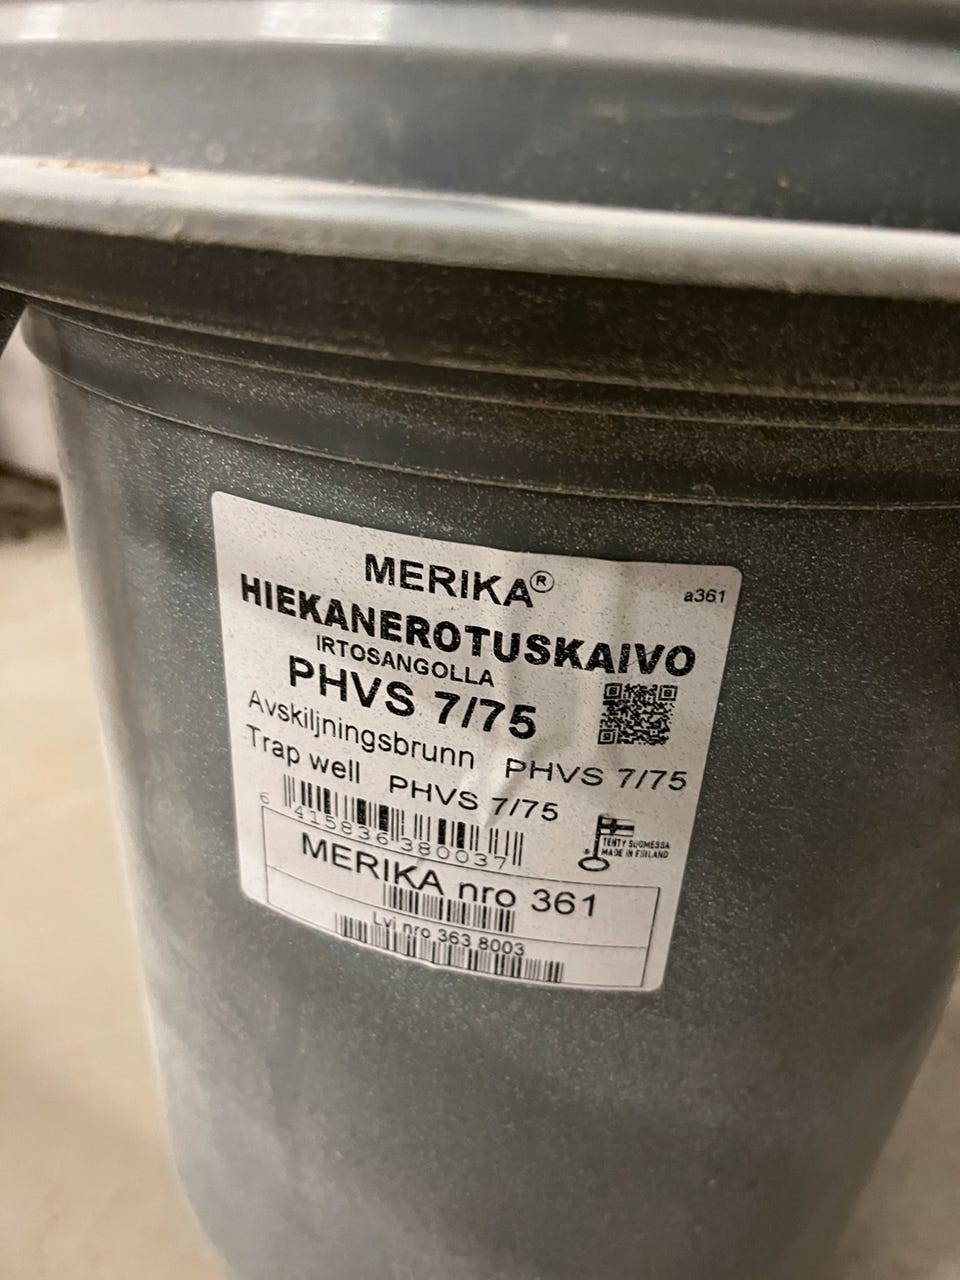 MERIKA®
a361
HIEKANEROTUSKAIVO
IRTOSANGOLLA
PHVS 7/75
Avskiljningsbrunn PHVS 7/75
Trap well PHVS 7/75
6 415836 380037
TEHTY SUOMESSA
MADE IN FINLAND
MERIKA nro 361
Lvi nro 363 8003